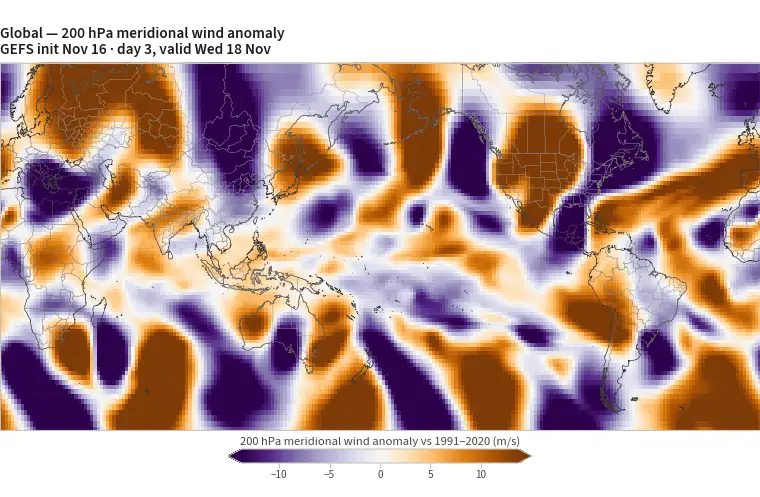 Global — 200 hPa meridional wind anomaly
GEFS init Nov 16 · day 3, valid Wed 18 Nov
200 hPa meridional wind anomaly vs 1991–2020 (m/s)
−10 −5 0 5 10